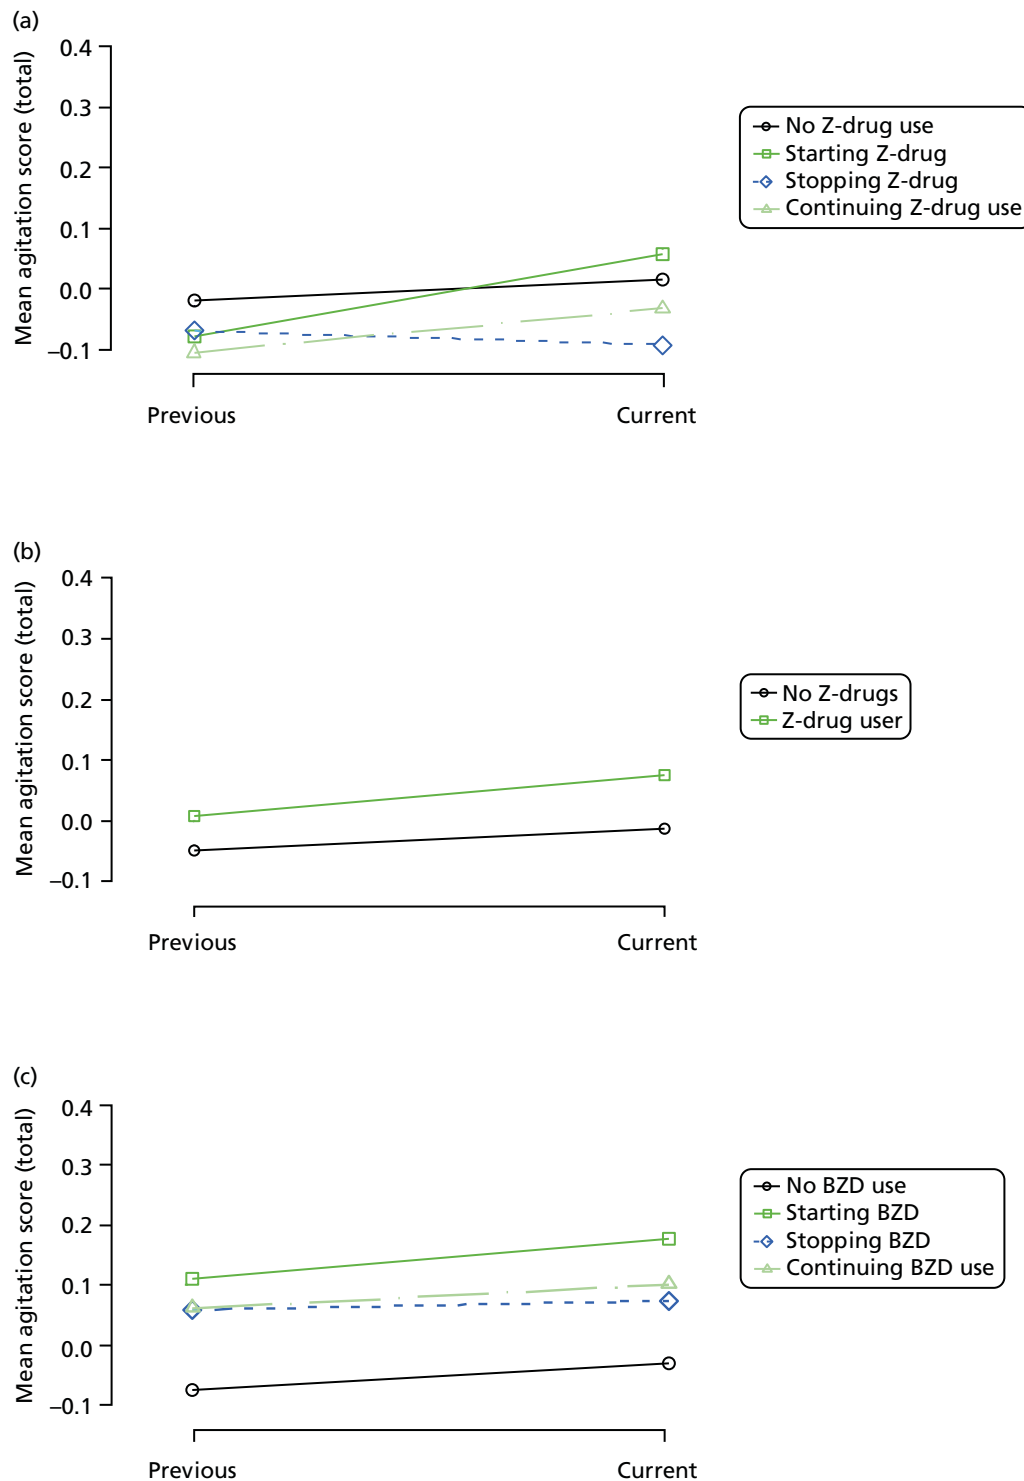 (a)
Mean agitation score (total)
0.4
0.3
0.2
0.1
0.0
–0.1
Previous
Current
No Z-drug use
Starting Z-drug
Stopping Z-drug
Continuing Z-drug use
(b)
Mean agitation score (total)
0.4
0.3
0.2
0.1
0.0
–0.1
Previous
Current
No Z-drugs
Z-drug user
(c)
Mean agitation score (total)
0.4
0.3
0.2
0.1
0.0
–0.1
Previous
Current
No BZD use
Starting BZD
Stopping BZD
Continuing BZD use